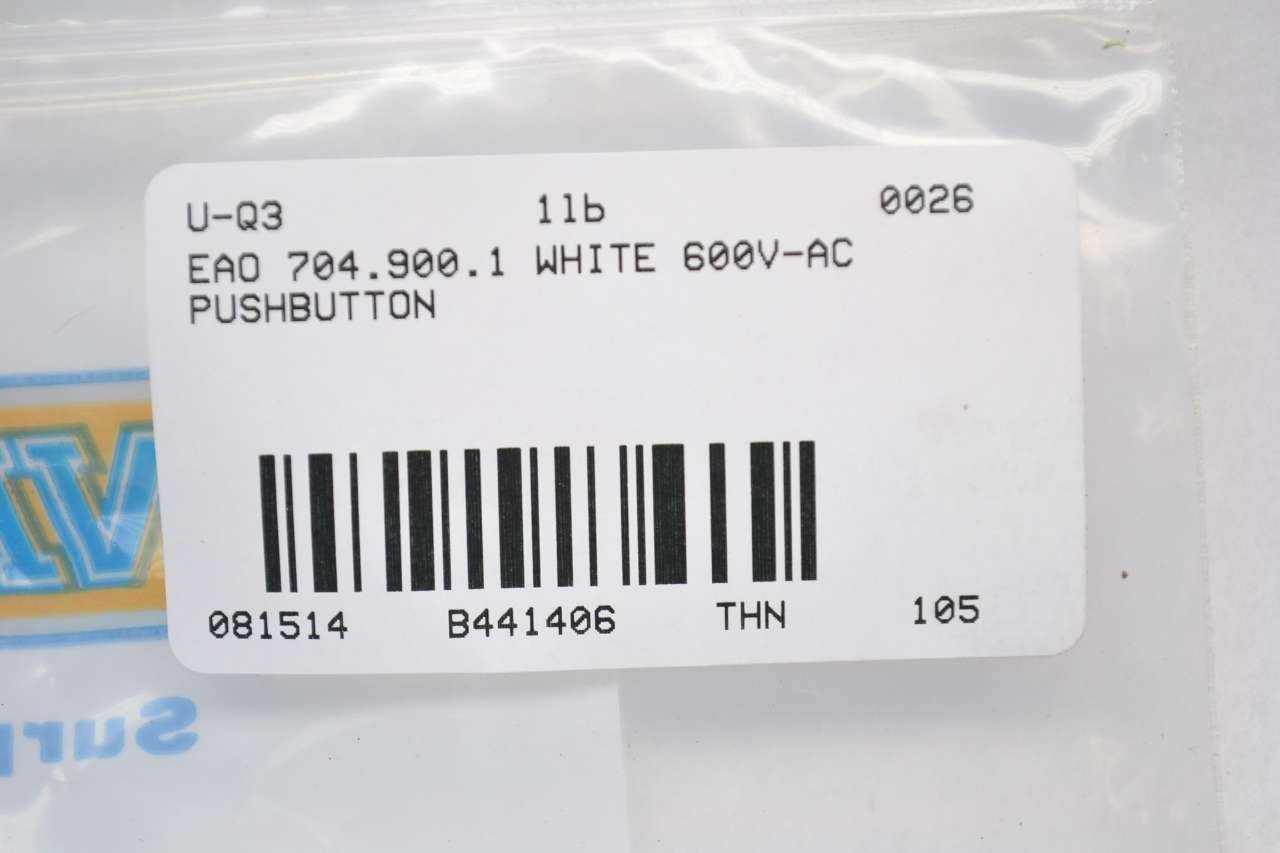 U-Q3 1lb 0026
EAO 704.900.1 WHITE 600V-AC
PUSHBUTTON
081514 B441406 THN 105